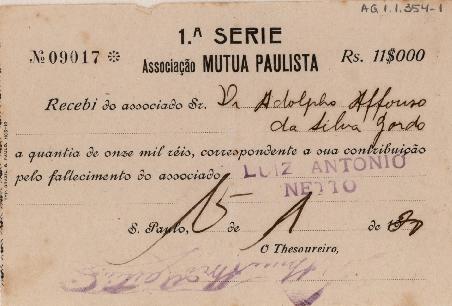 AG 1.1.354-1
1.ª SERIE
Nº 09017 Associação MUTUA PAULISTA Rs. 11$000
Recebi do associado Sr. Dr Adolpho Affonso
da Silva Gordo
a quantia de onze mil réis, correspondente a sua contribuição
pelo fallecimento do associado LUIZ ANTONIO
NETTO
S. Paulo, 15 de 1 de
O Thesoureiro,